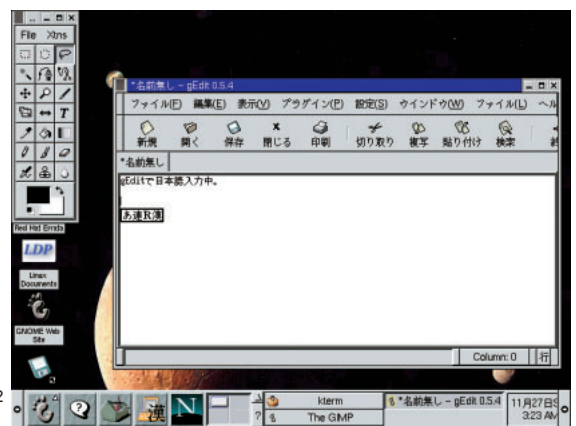 File Xtns
*名前無し - gEdit 0.5.4
ファイル(F) 編集(E) 表示(V) プラグイン(P) 設定(S) ウインドウ(W) ファイル(L) ヘル
新規 開く 保存 閉じる 印刷 切り取り 複写 貼り付け 検索
*名前無し
gEditで日本語入力中。
あ連R漢
Column: 0 行
Red Hat Errata
LDP
Linux
Documents
GNOME Web
Site
2
漢 N
kterm
The GIMP
*名前無し - gEdit 0.5.4
11月27日
3:23 AM